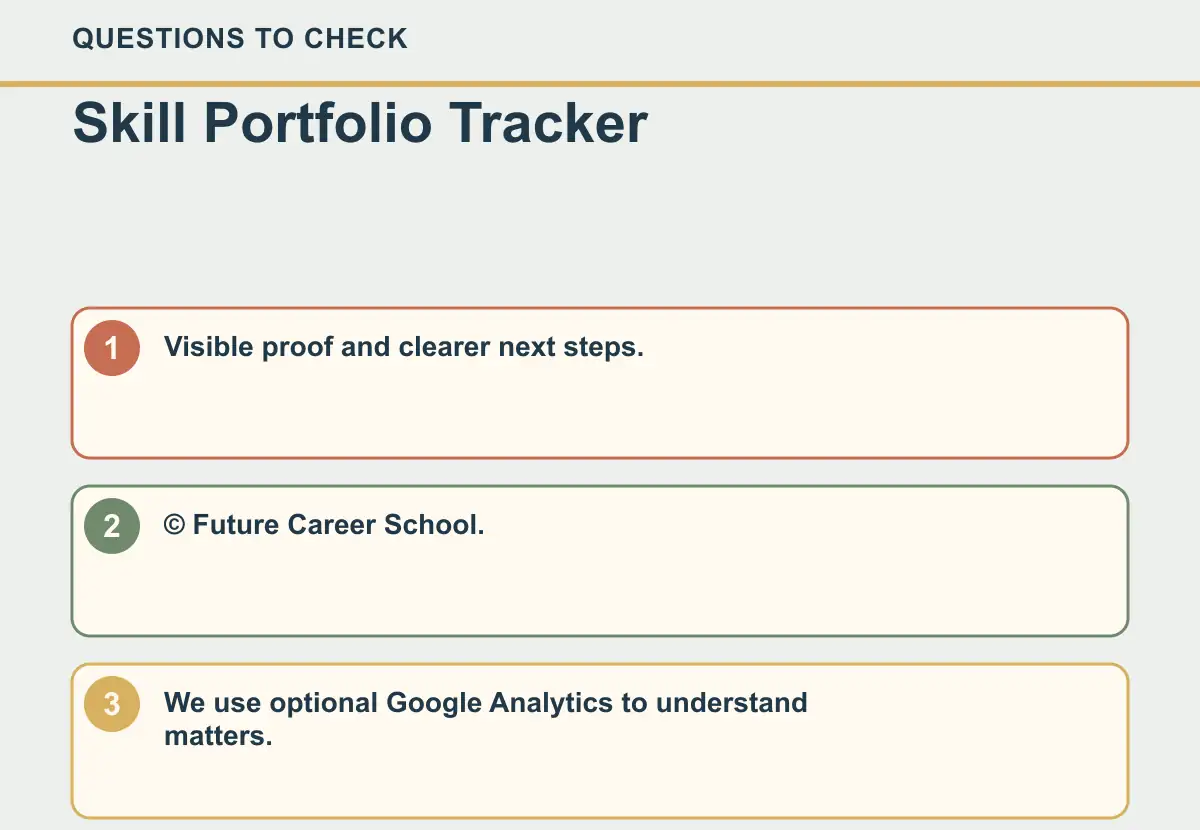 QUESTIONS TO CHECK
Skill Portfolio Tracker
1
Visible proof and clearer next steps.
2
© Future Career School.
3
We use optional Google Analytics to understand
matters.